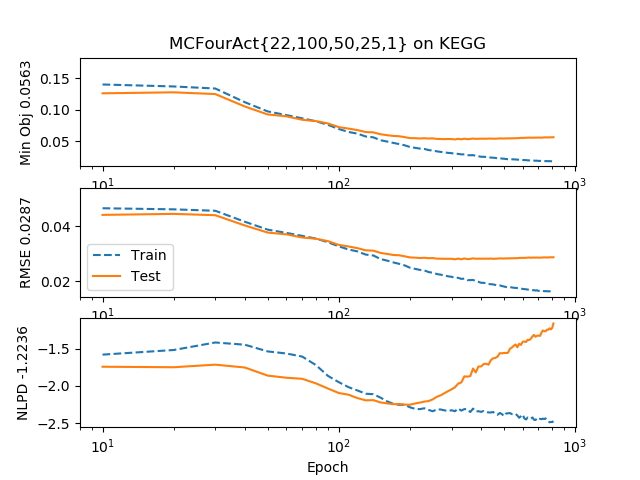 MCFourAct{22,100,50,25,1} on KEGG
Min Obj 0.0563
0.15
0.10
0.05
10¹ 10² 10³
RMSE 0.0287
0.04
0.02
Train
Test
10¹ 10² 10³
NLPD -1.2236
−1.5
−2.0
−2.5
10¹ 10² 10³
Epoch